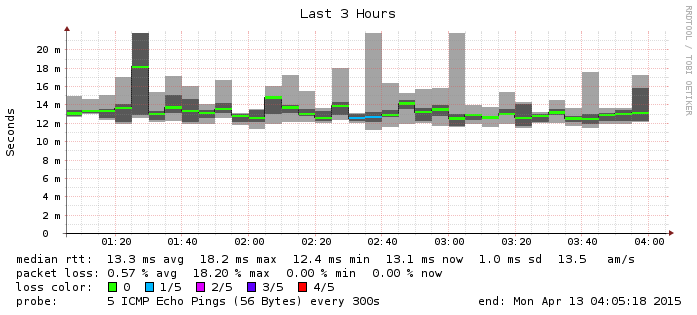 Last 3 Hours
RRDTOOL / TOBI OETIKER
Seconds
20 m
18 m
16 m
14 m
12 m
10 m
8 m
6 m
4 m
2 m
0
01:20 01:40 02:00 02:20 02:40 03:00 03:20 03:40 04:00
median rtt: 13.3 ms avg 18.2 ms max 12.4 ms min 13.1 ms now 1.0 ms sd 13.5 am/s
packet loss: 0.57 % avg 18.20 % max 0.00 % min 0.00 % now
loss color: 0 1/5 2/5 3/5 4/5
probe: 5 ICMP Echo Pings (56 Bytes) every 300s end: Mon Apr 13 04:05:18 2015